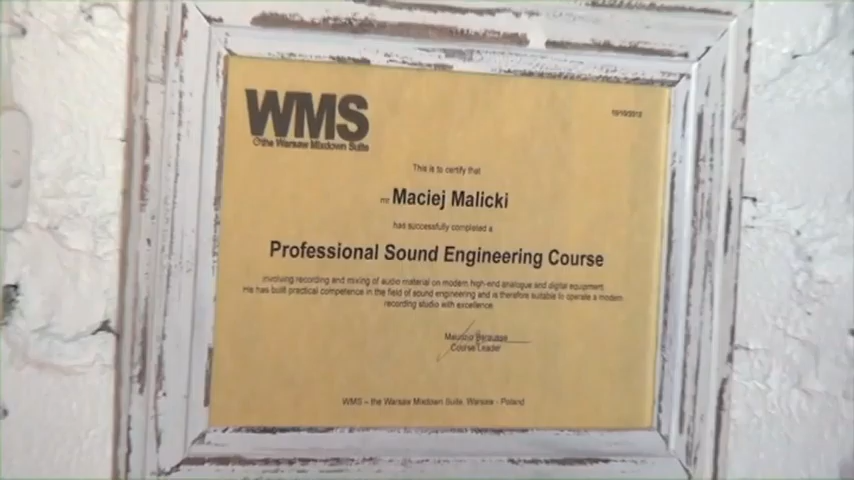 WMS
©the Warsaw Mixdown Suite
This is to certify that
mr Maciej Malicki
has successfully completed a
Professional Sound Engineering Course
involving recording and mixing of audio material on modern high-end analogue and digital equipment.
He has built practical competence in the field of sound engineering and is therefore suitable to operate a modern
recording studio with excellence.
Course Leader
WMS – the Warsaw Mixdown Suite, Warsaw - Poland